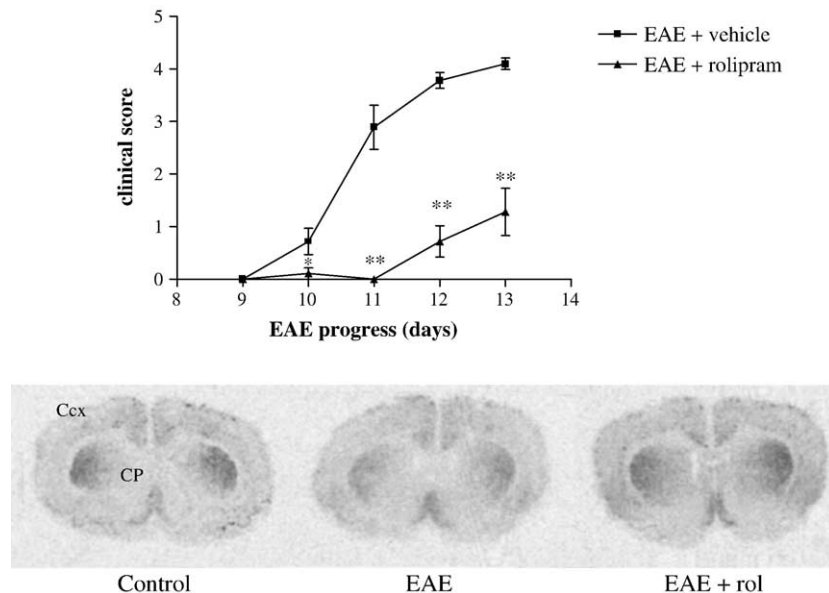 5
EAE + vehicle
EAE + rolipram
4
3
clinical score
**
2
**
1
*
**
0
8 9 10 11 12 13 14
EAE progress (days)
Ccx
CP
Control EAE EAE + rol